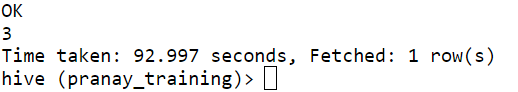 OK
3
Time taken: 92.997 seconds, Fetched: 1 row(s)
hive (pranay_training)>